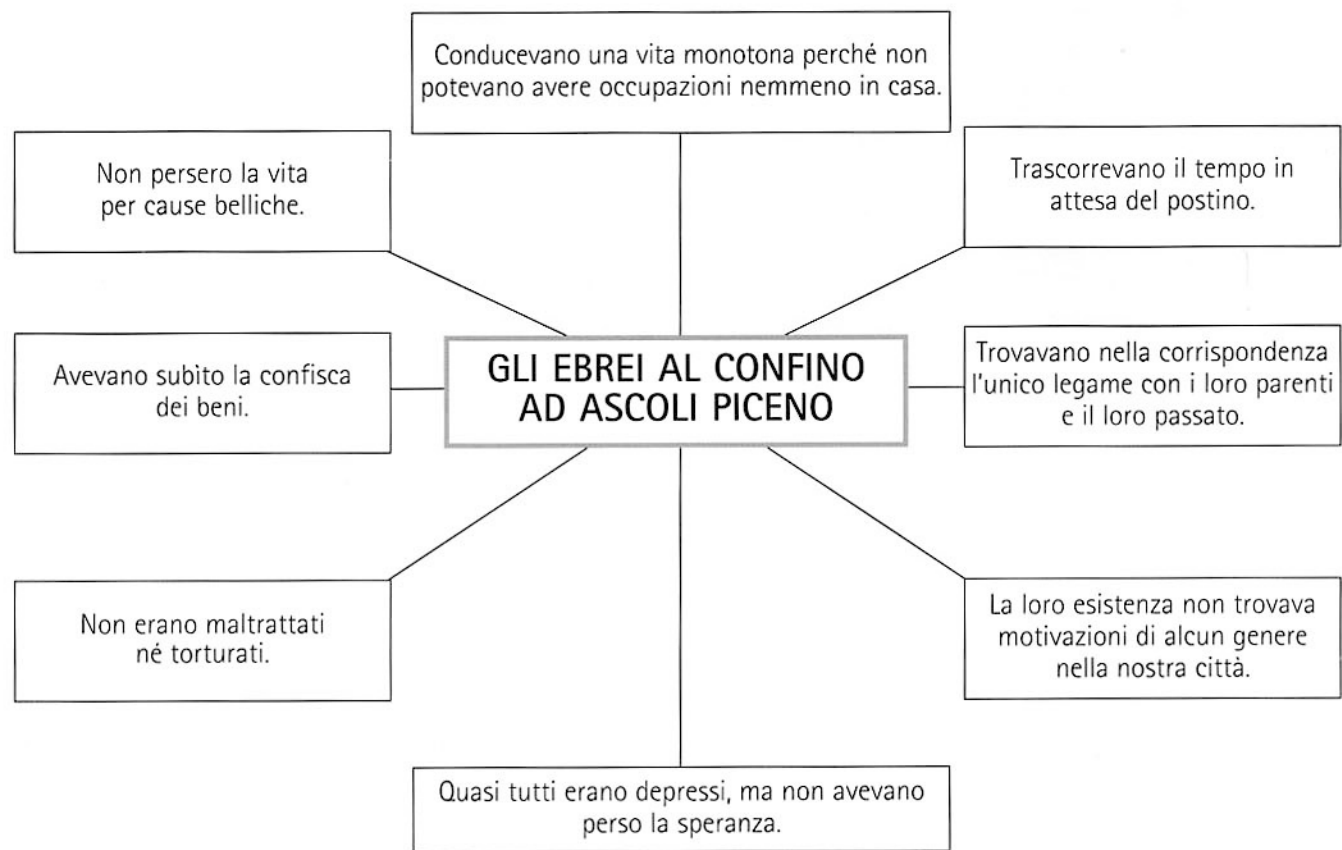 Conducevano una vita monotona perché non
potevano avere occupazioni nemmeno in casa.
Non persero la vita
per cause belliche.
Trascorrevano il tempo in
attesa del postino.
Avevano subìto la confisca
dei beni.
GLI EBREI AL CONFINO
AD ASCOLI PICENO
Trovavano nella corrispondenza
l'unico legame con i loro parenti
e il loro passato.
Non erano maltrattati
né torturati.
La loro esistenza non trovava
motivazioni di alcun genere
nella nostra città.
Quasi tutti erano depressi, ma non avevano
perso la speranza.